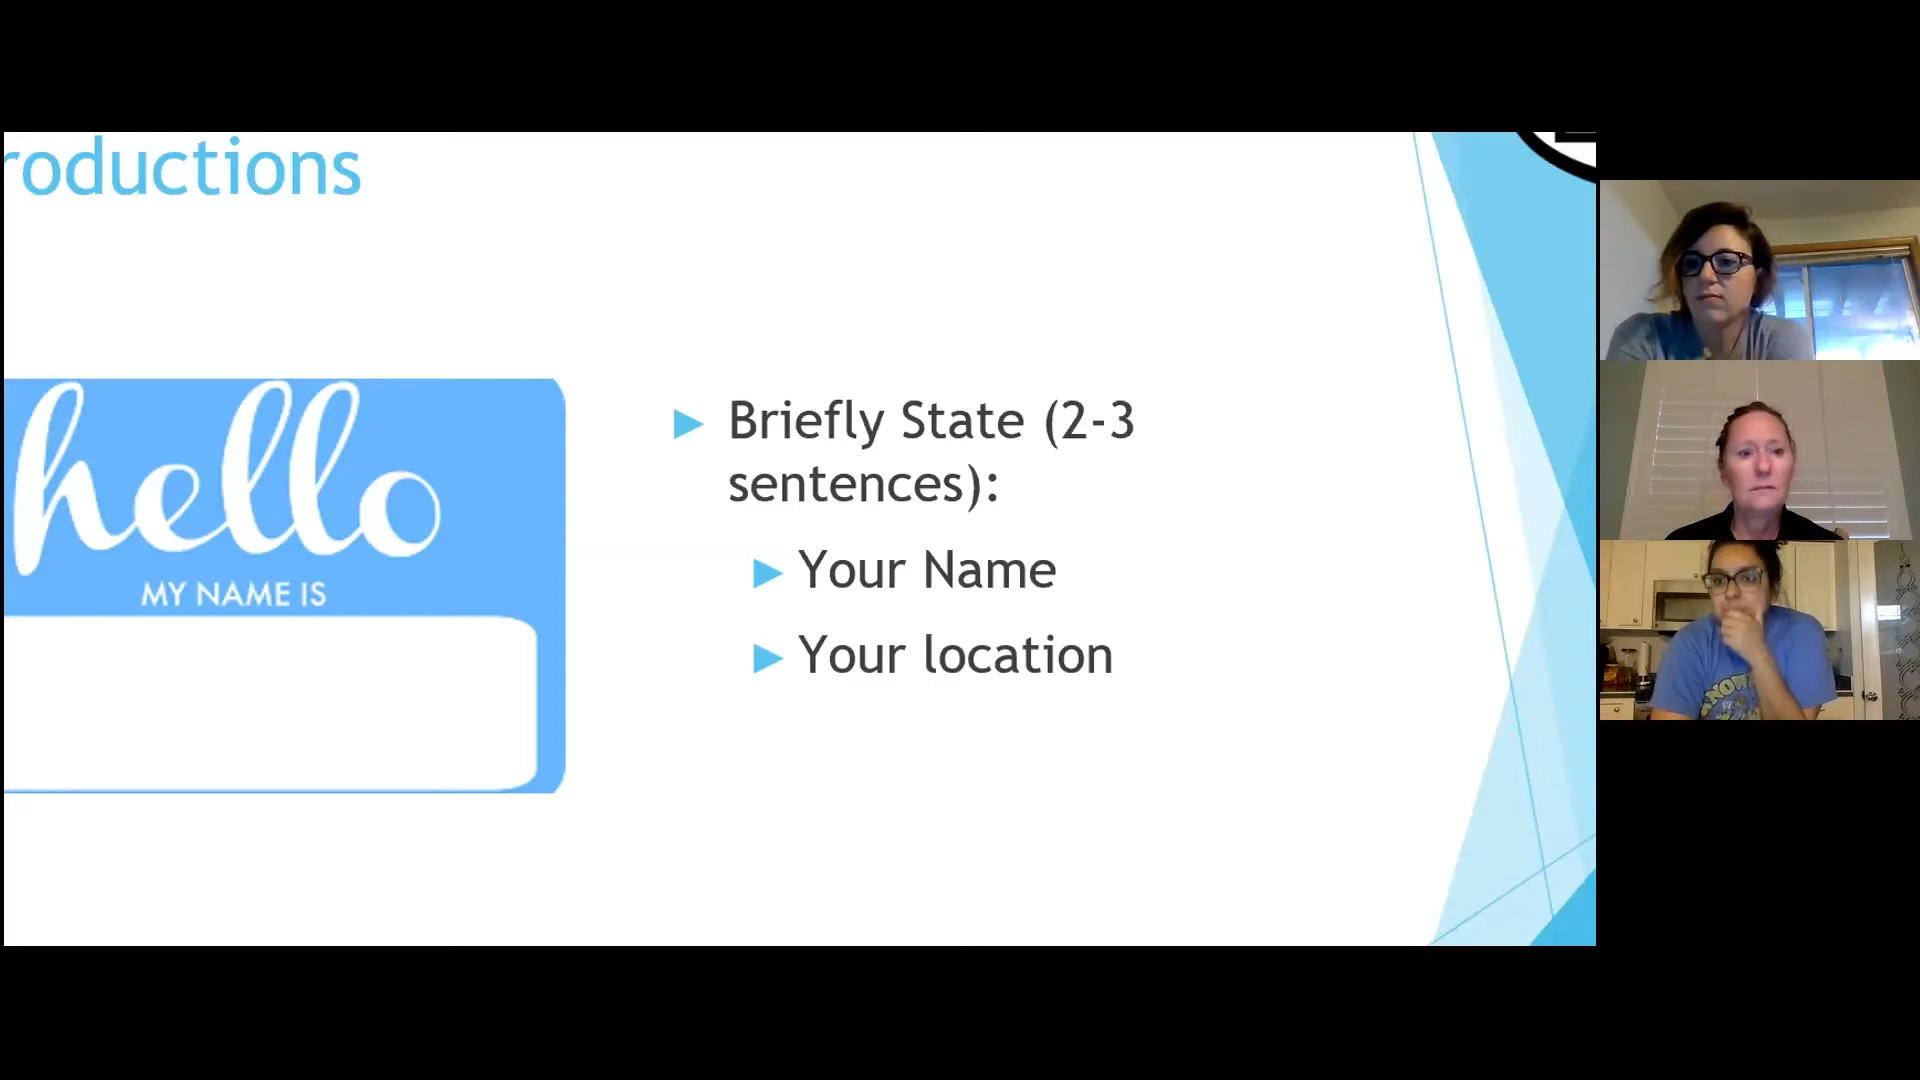 roductions
hello
MY NAME IS
Briefly State (2-3
sentences):
Your Name
Your location